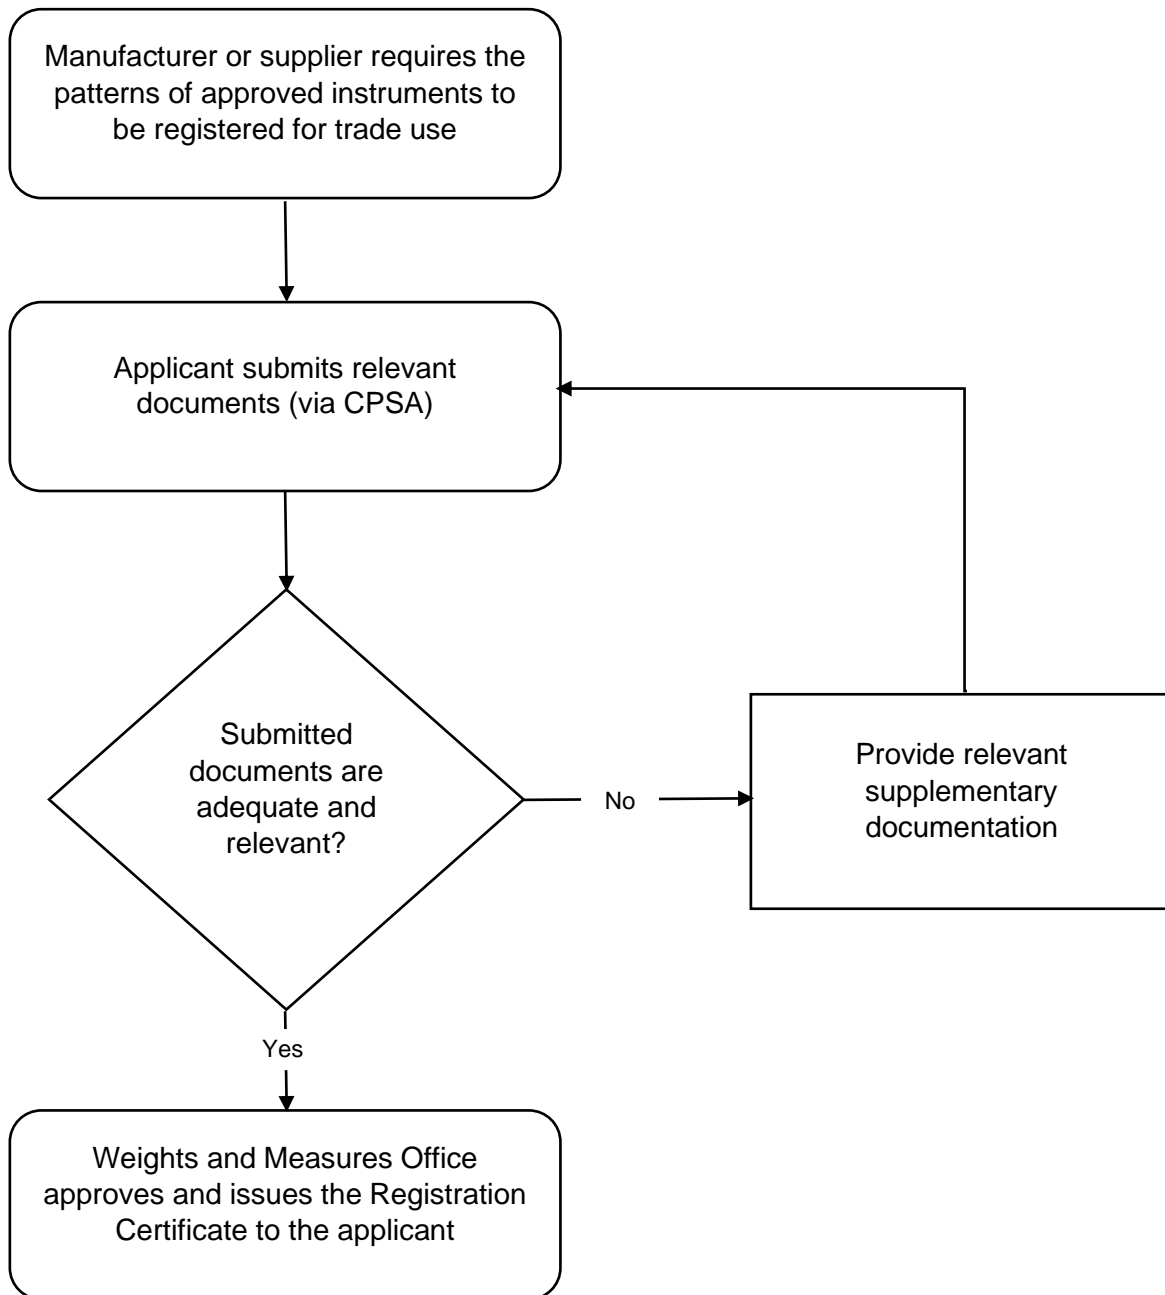 Manufacturer or supplier requires the
patterns of approved instruments to
be registered for trade use
Applicant submits relevant
documents (via CPSA)
Submitted
documents are
adequate and
relevant?
No
Provide relevant
supplementary
documentation
Yes
Weights and Measures Office
approves and issues the Registration
Certificate to the applicant